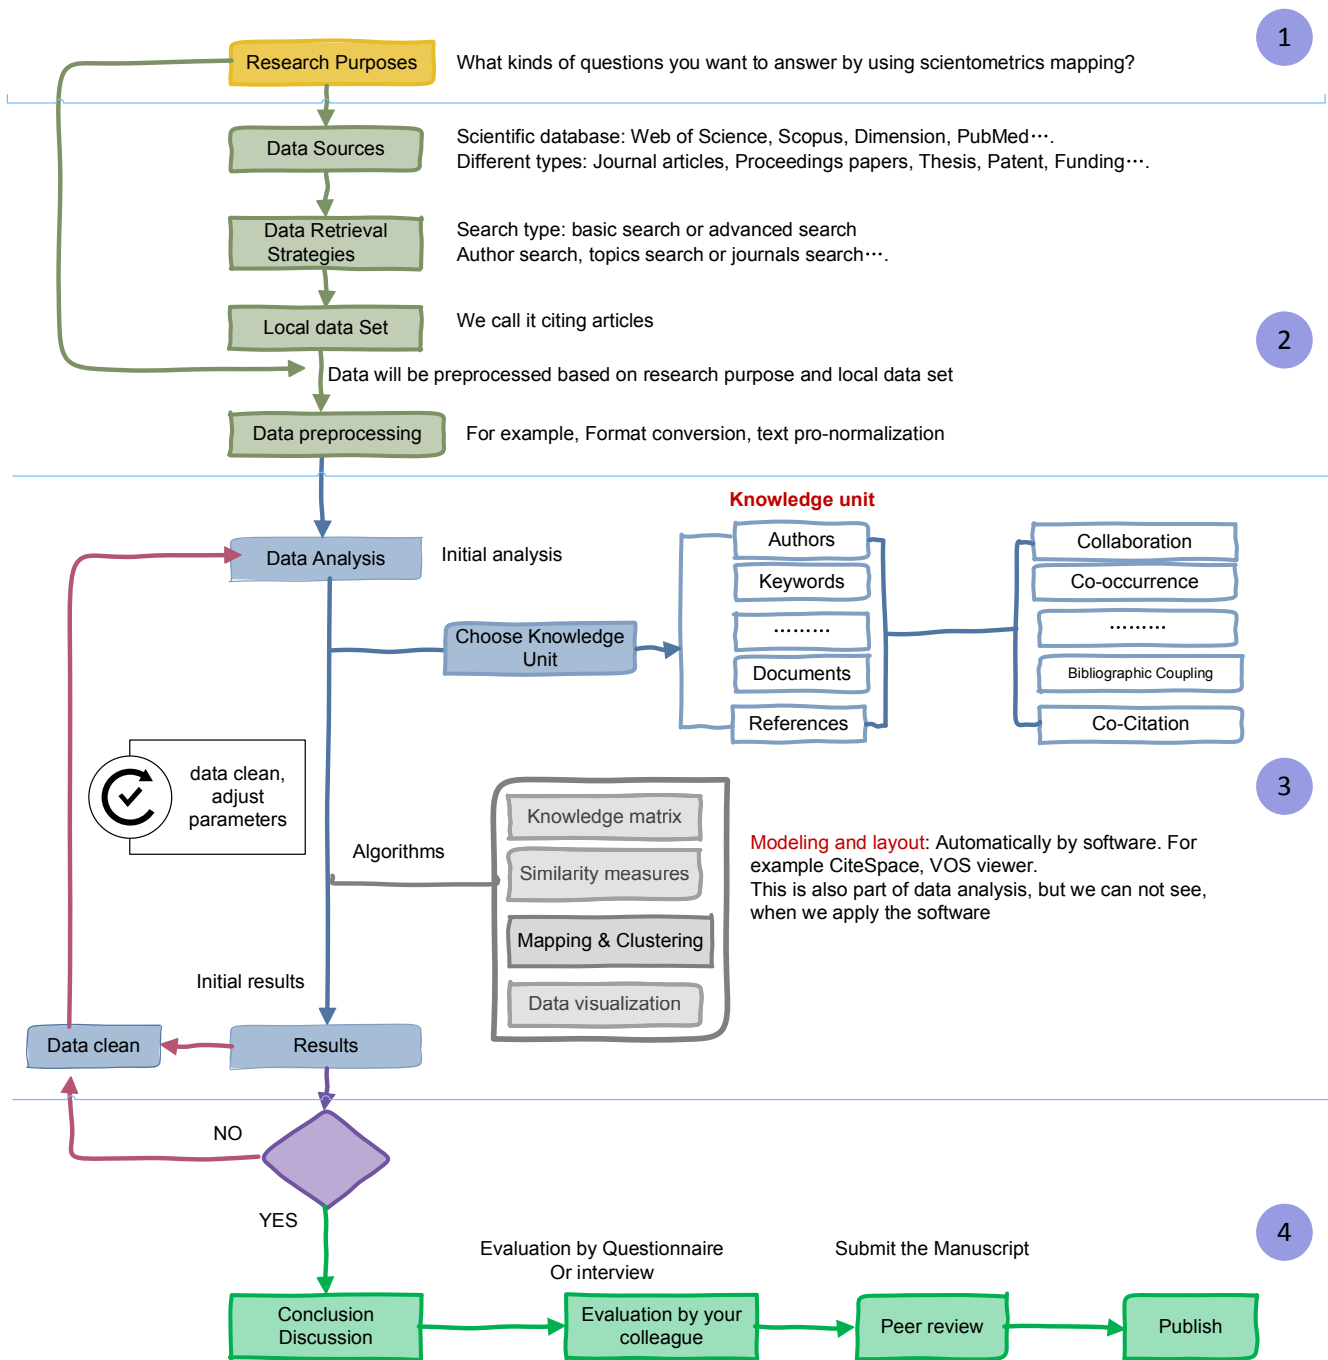 1
Research Purposes
What kinds of questions you want to answer by using scientometrics mapping?
Data Sources
Scientific database: Web of Science, Scopus, Dimension, PubMed….
Different types: Journal articles, Proceedings papers, Thesis, Patent, Funding….
Data Retrieval
Strategies
Search type: basic search or advanced search
Author search, topics search or journals search….
Local data Set
We call it citing articles
2
Data will be preprocessed based on research purpose and local data set
Data preprocessing
For example, Format conversion, text pro-normalization
Data Analysis
Initial analysis
Choose Knowledge
Unit
Knowledge unit
Authors
Keywords
………
Documents
References
Collaboration
Co-occurrence
………
Bibliographic Coupling
Co-Citation
data clean,
adjust
parameters
3
Algorithms
Knowledge matrix
Similarity measures
Mapping & Clustering
Data visualization
Modeling and layout: Automatically by software. For
example CiteSpace, VOS viewer.
This is also part of data analysis, but we can not see,
when we apply the software
Initial results
Data clean
Results
NO
YES
4
Evaluation by Questionnaire
Or interview
Submit the Manuscript
Conclusion
Discussion
Evaluation by your
colleague
Peer review
Publish